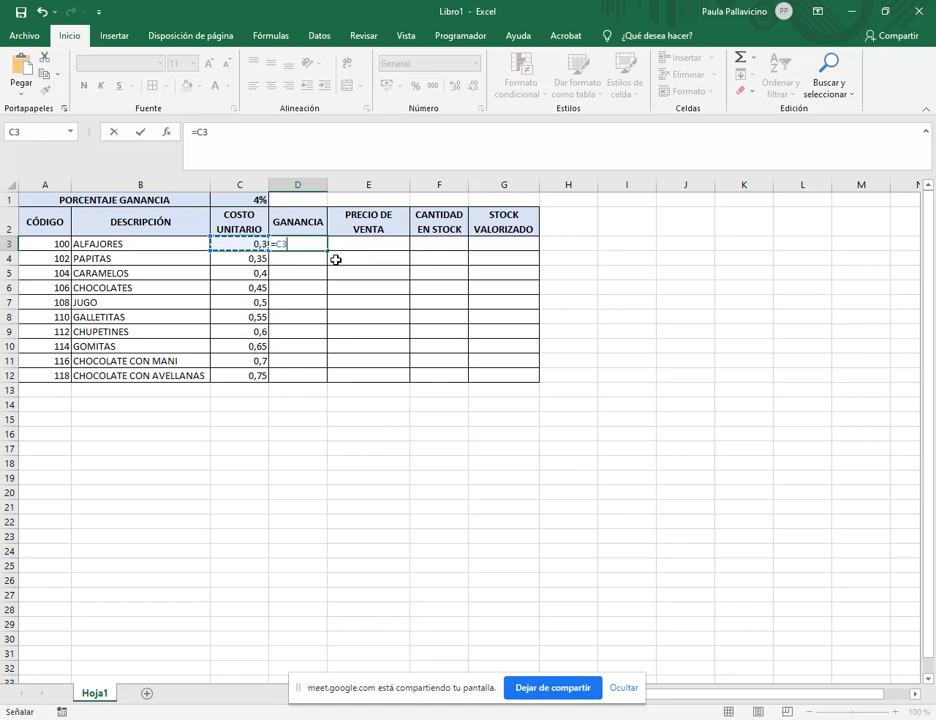 Libro1 - Excel
Paula Pallavicino PP
Archivo Inicio Insertar Disposición de página Fórmulas Datos Revisar Vista Programador Ayuda Acrobat ¿Qué desea hacer? Compartir
Pegar
Portapapeles
11
N K S
Fuente
Alineación
General
% 000
Número
Formato condicional
Dar formato como tabla
Estilos de celda
Estilos
Insertar
Eliminar
Formato
Celdas
Ordenar y filtrar
Buscar y seleccionar
Edición
C3 fx =C3
A B C D E F G H I J K L M N
1 PORCENTAJE GANANCIA 4%
2 CÓDIGO DESCRIPCIÓN COSTO UNITARIO GANANCIA PRECIO DE VENTA CANTIDAD EN STOCK STOCK VALORIZADO
3 100 ALFAJORES 0,3 =C3
4 102 PAPITAS 0,35
5 104 CARAMELOS 0,4
6 106 CHOCOLATES 0,45
7 108 JUGO 0,5
8 110 GALLETITAS 0,55
9 112 CHUPETINES 0,6
10 114 GOMITAS 0,65
11 116 CHOCOLATE CON MANI 0,7
12 118 CHOCOLATE CON AVELLANAS 0,75
13
14
15
16
17
18
19
20
21
22
23
24
25
26
27
28
29
30
31
32
33
meet.google.com está compartiendo tu pantalla. Dejar de compartir Ocultar
Hoja1
Señalar 100 %